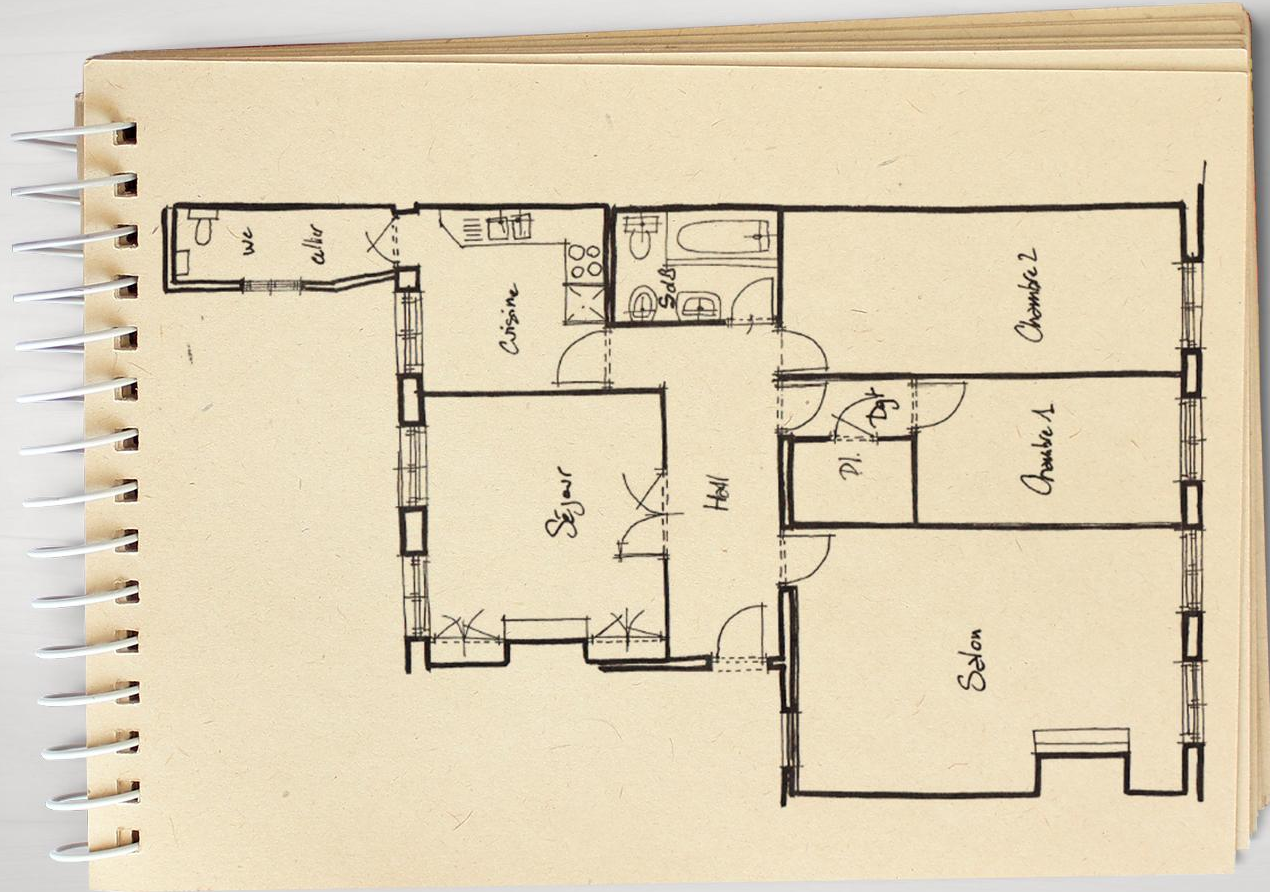 WC
Cellier
Cuisine
SdB
Chambre 2
Séjour
Hall
Pl.
Dgt
Chambre 1
Salon